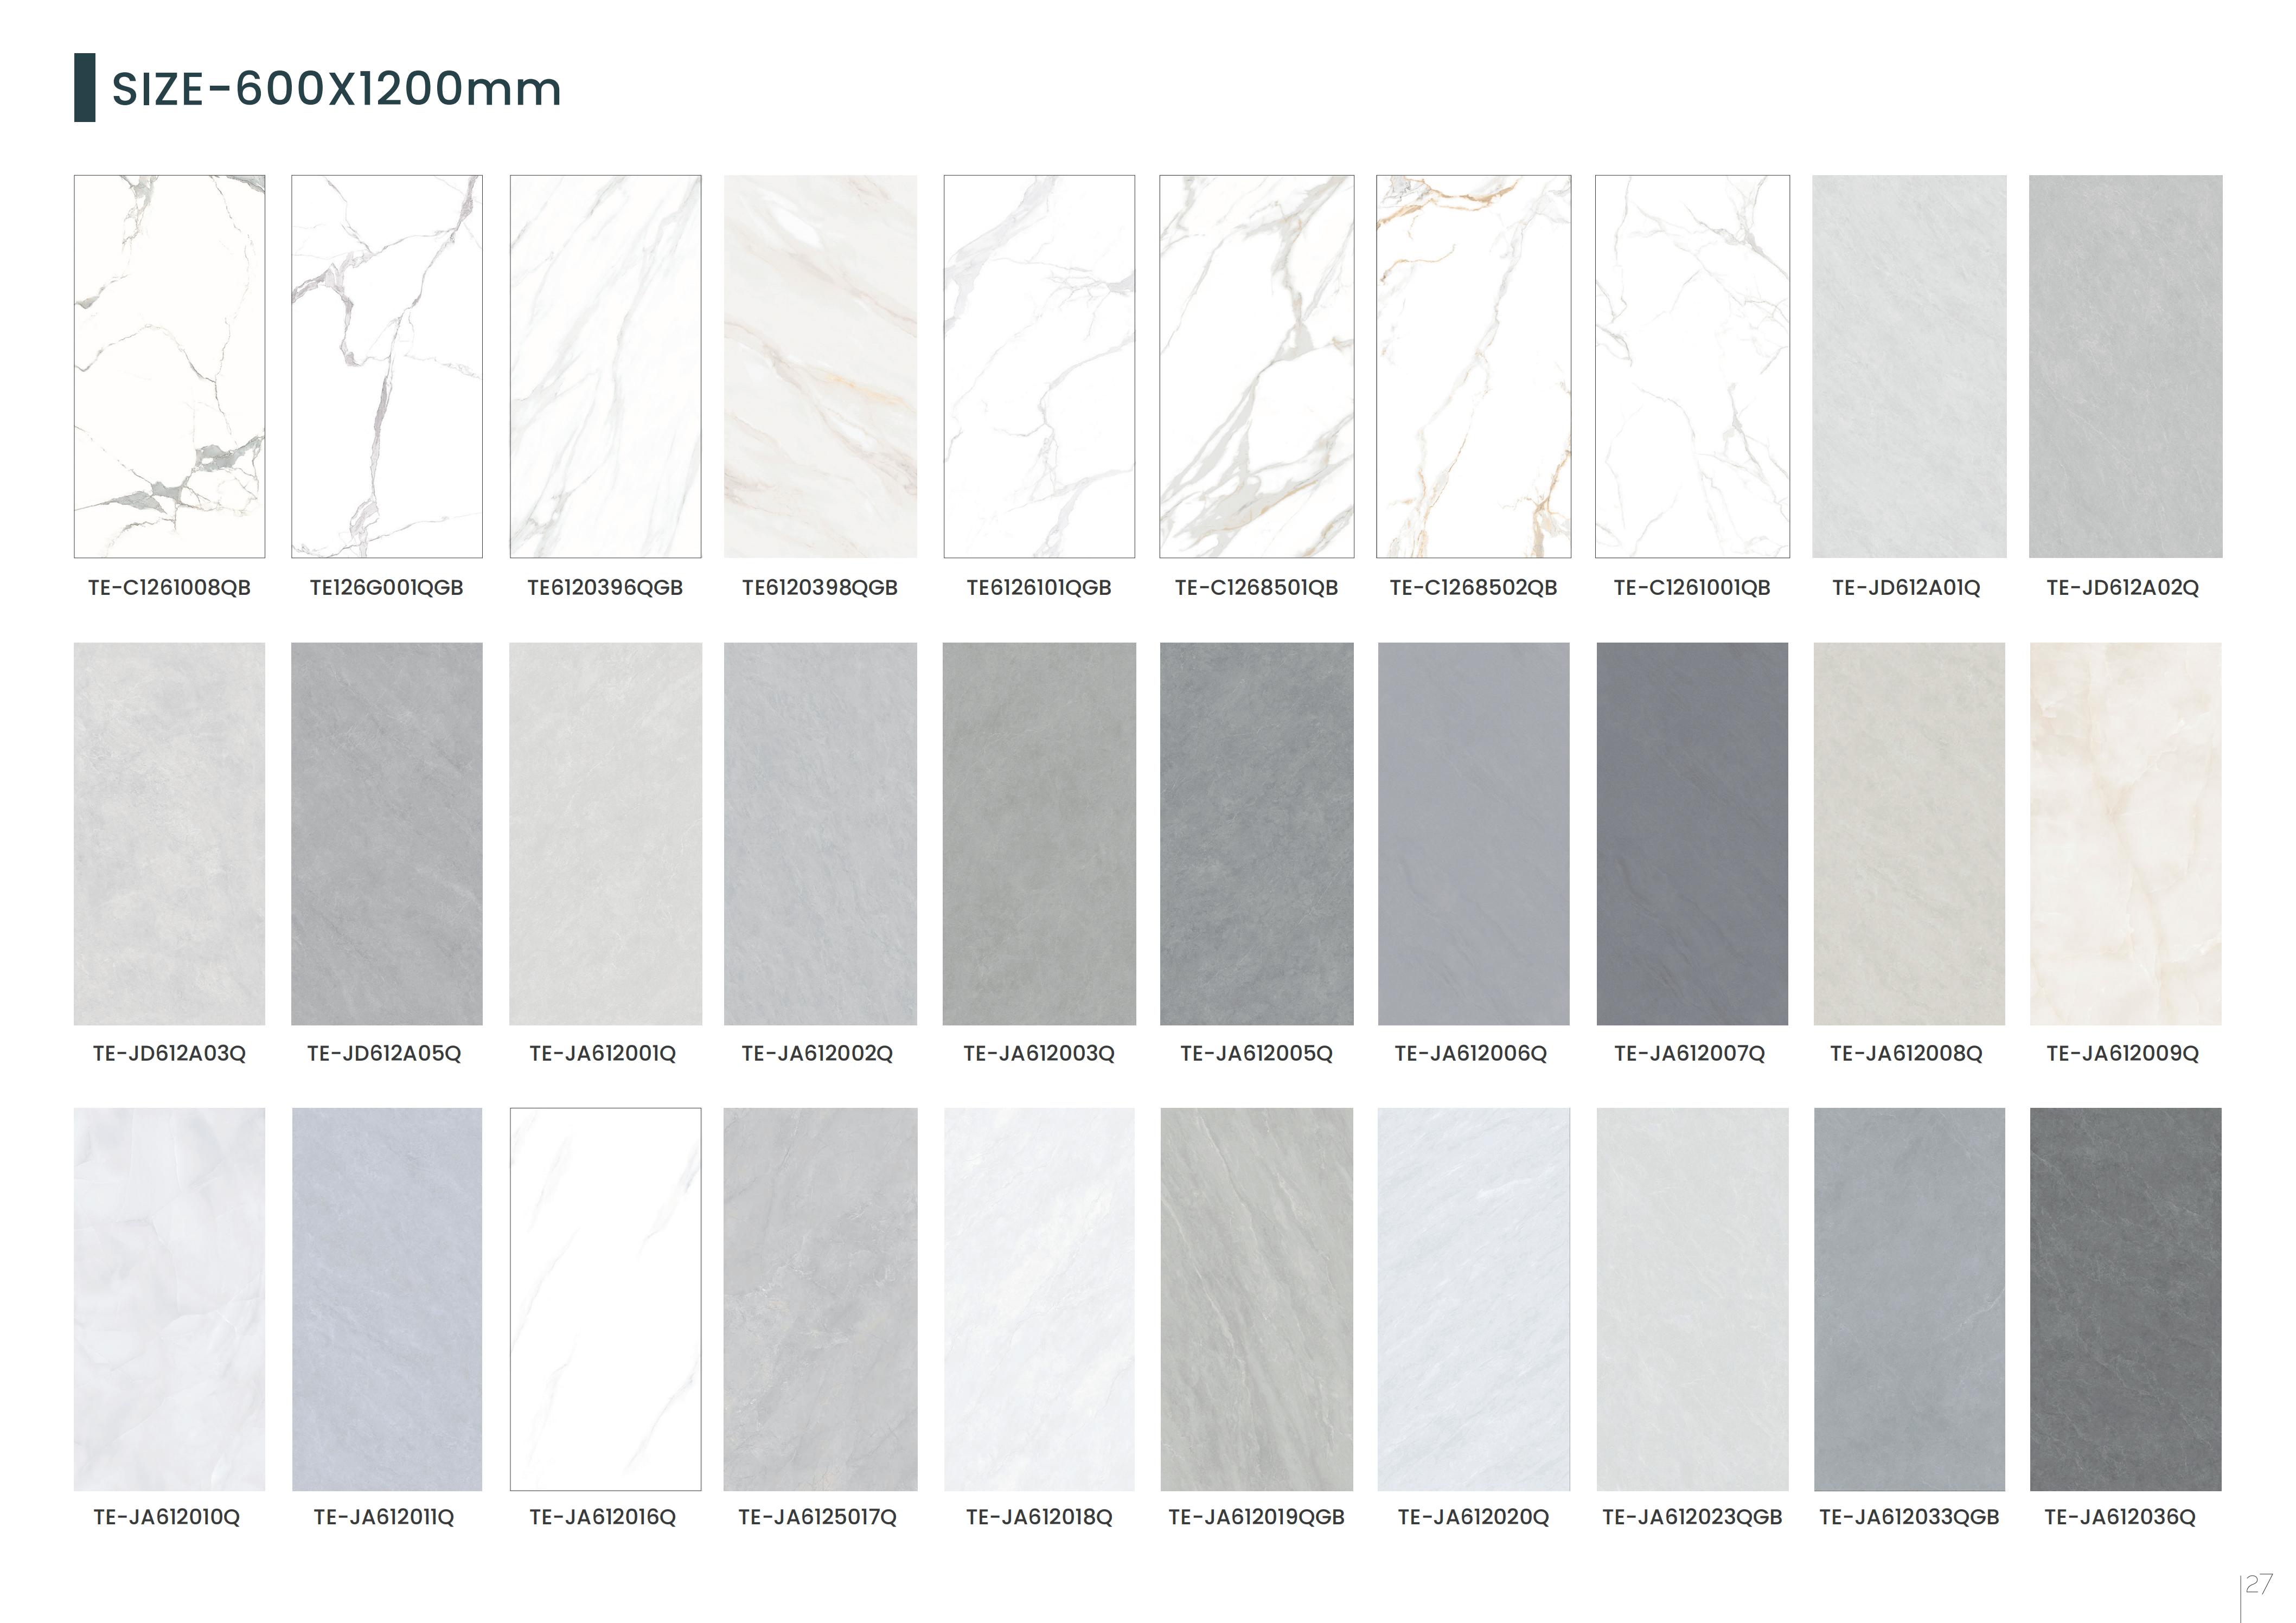 SIZE-600X1200mm
TE-C1261008QB TE126G001QGB TE6120396QGB TE6120398QGB TE6126101QGB TE-C1268501QB TE-C1268502QB TE-C1261001QB TE-JD612A01Q TE-JD612A02Q
TE-JD612A03Q TE-JD612A05Q TE-JA612001Q TE-JA612002Q TE-JA612003Q TE-JA612005Q TE-JA612006Q TE-JA612007Q TE-JA612008Q TE-JA612009Q
TE-JA612010Q TE-JA612011Q TE-JA612016Q TE-JA6125017Q TE-JA612018Q TE-JA612019QGB TE-JA612020Q TE-JA612023QGB TE-JA612033QGB TE-JA612036Q
27